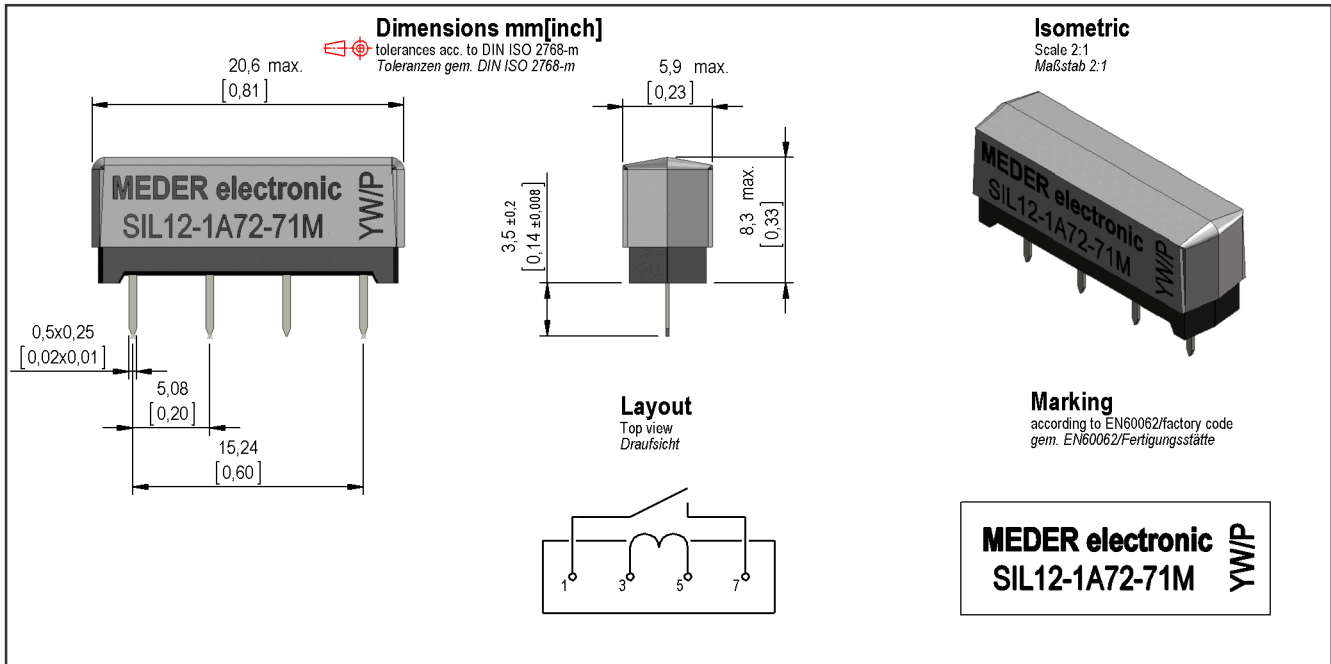 Dimensions mm[inch]
tolerances acc. to DIN ISO 2768-m
Toleranzen gem. DIN ISO 2768-m
20,6 max.
[0,81]
MEDER electronic
SIL12-1A72-71M
YW/P
0,5x0,25
[0,02x0,01]
5,08
[0,20]
15,24
[0,60]
5,9 max.
[0,23]
3,5 ±0,2
[0,14 ±0,008]
8,3 max.
[0,33]
Isometric
Scale 2:1
Maßstab 2:1
MEDER electronic
SIL12-1A72-71M
YW/P
Layout
Top view
Draufsicht
1 3 5 7
Marking
according to EN60062/factory code
gem. EN60062/Fertigungsstätte
MEDER electronic
SIL12-1A72-71M
YW/P